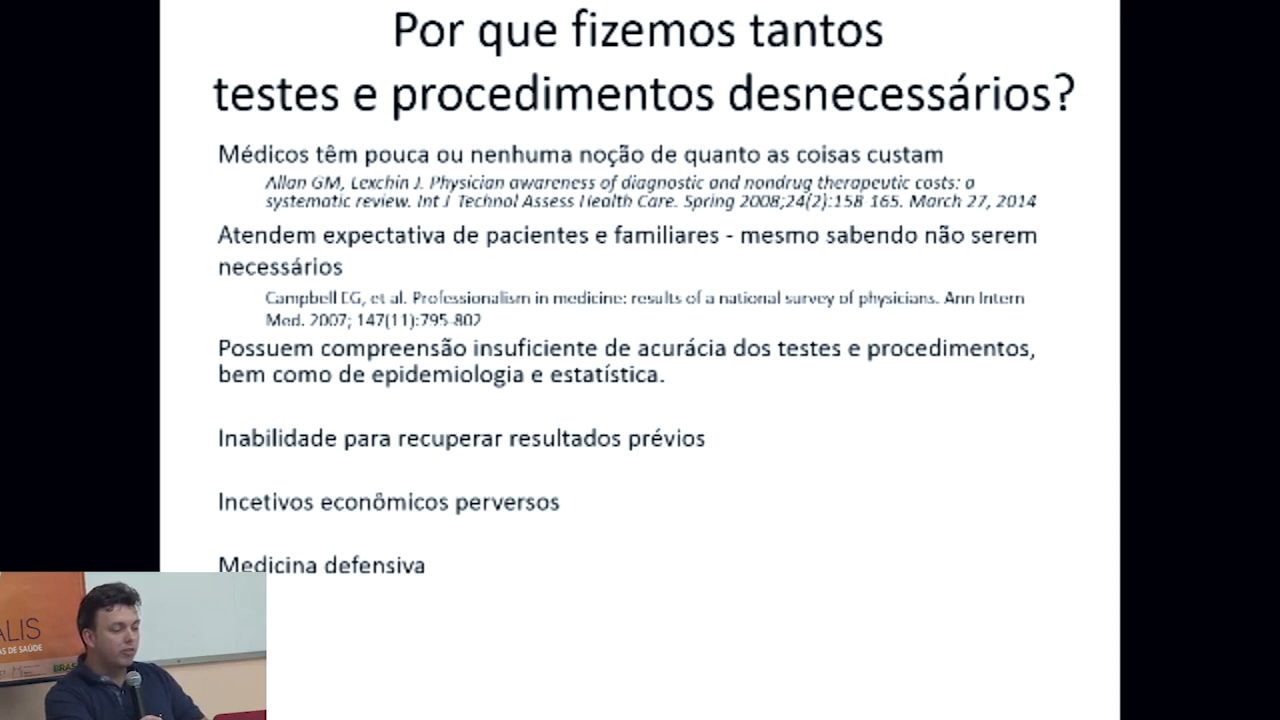 Por que fizemos tantos
testes e procedimentos desnecessários?
Médicos têm pouca ou nenhuma noção de quanto as coisas custam
Allan GM, Lexchin J. Physician awareness of diagnostic and nondrug therapeutic costs: a
systematic review. Int J Technol Assess Health Care. Spring 2008;24(2):158 165. March 27, 2014
Atendem expectativa de pacientes e familiares - mesmo sabendo não serem
necessários
Campbell EG, et al. Professionalism in medicine: results of a national survey of physicians. Ann Intern
Med. 2007; 147(11):795-802
Possuem compreensão insuficiente de acurácia dos testes e procedimentos,
bem como de epidemiologia e estatística.
Inabilidade para recuperar resultados prévios
Incetivos econômicos perversos
Medicina defensiva
ALIS
AS DE SAÚDE
BRAS